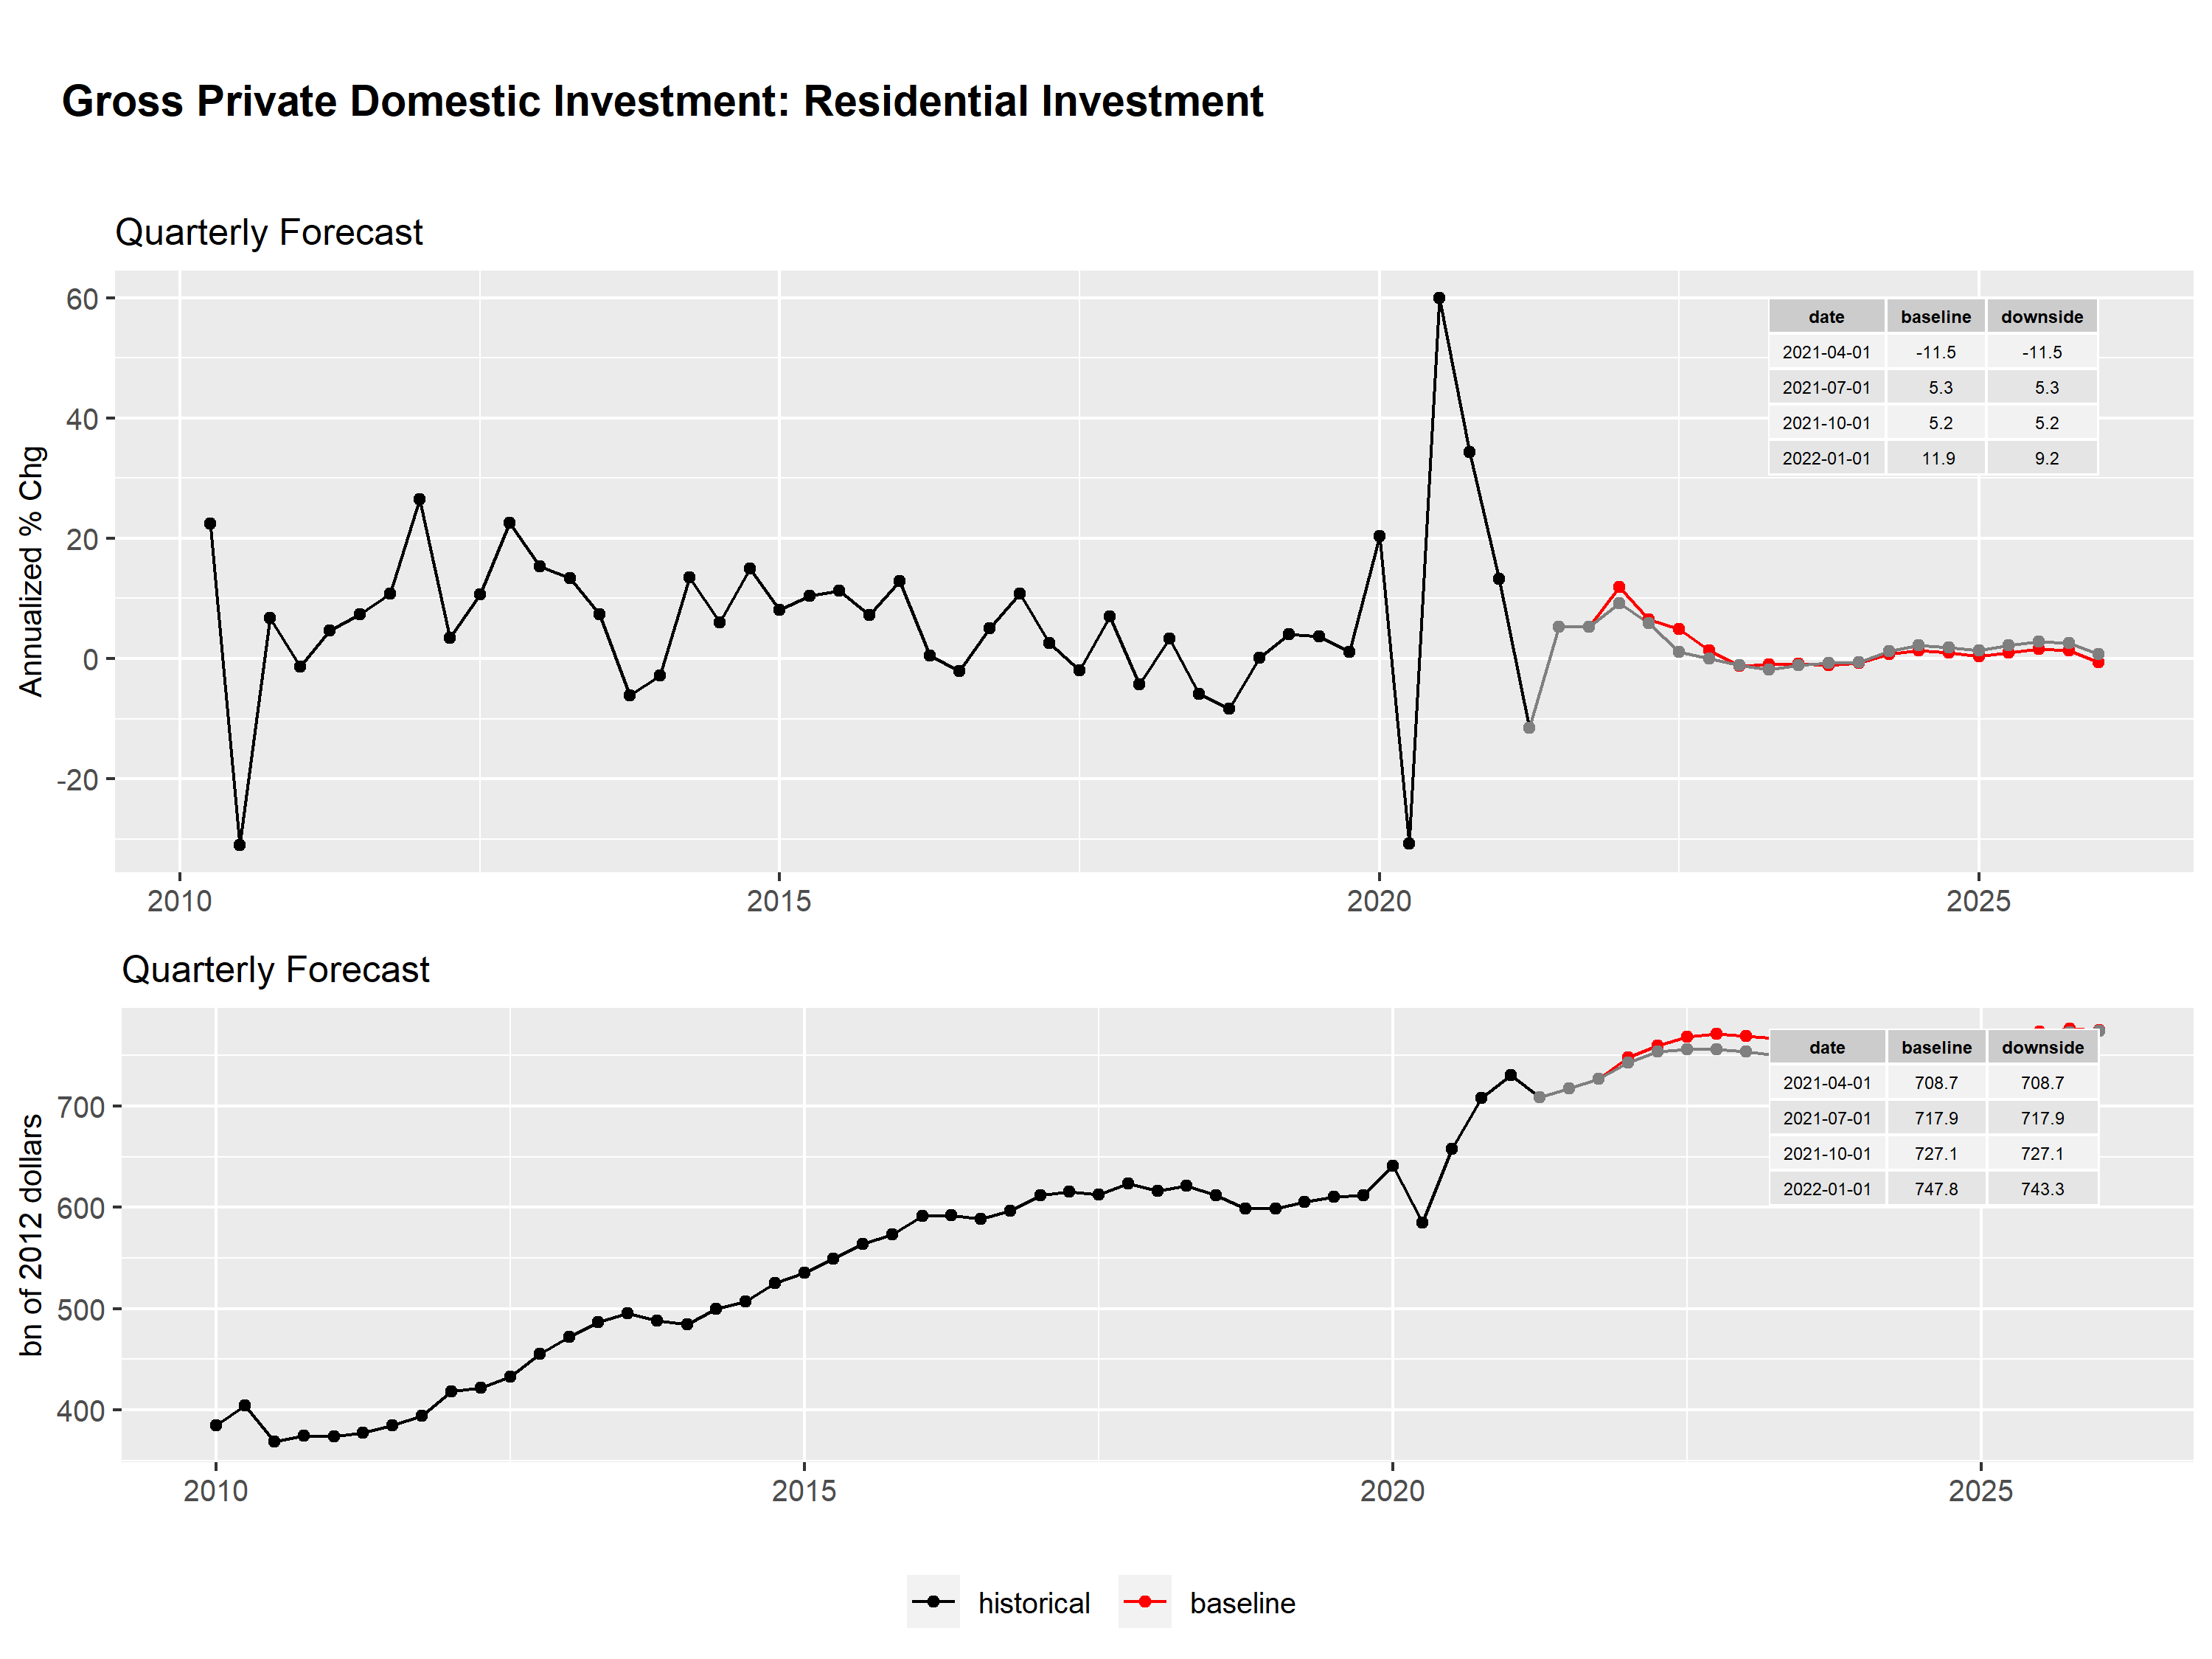 Gross Private Domestic Investment: Residential Investment
Quarterly Forecast
Annualized % Chg
60
40
20
0
-20
date baseline downside
2021-04-01 -11.5 -11.5
2021-07-01 5.3 5.3
2021-10-01 5.2 5.2
2022-01-01 11.9 9.2
2010 2015 2020 2025
Quarterly Forecast
bn of 2012 dollars
700
600
500
400
date baseline downside
2021-04-01 708.7 708.7
2021-07-01 717.9 717.9
2021-10-01 727.1 727.1
2022-01-01 747.8 743.3
2010 2015 2020 2025
historical baseline